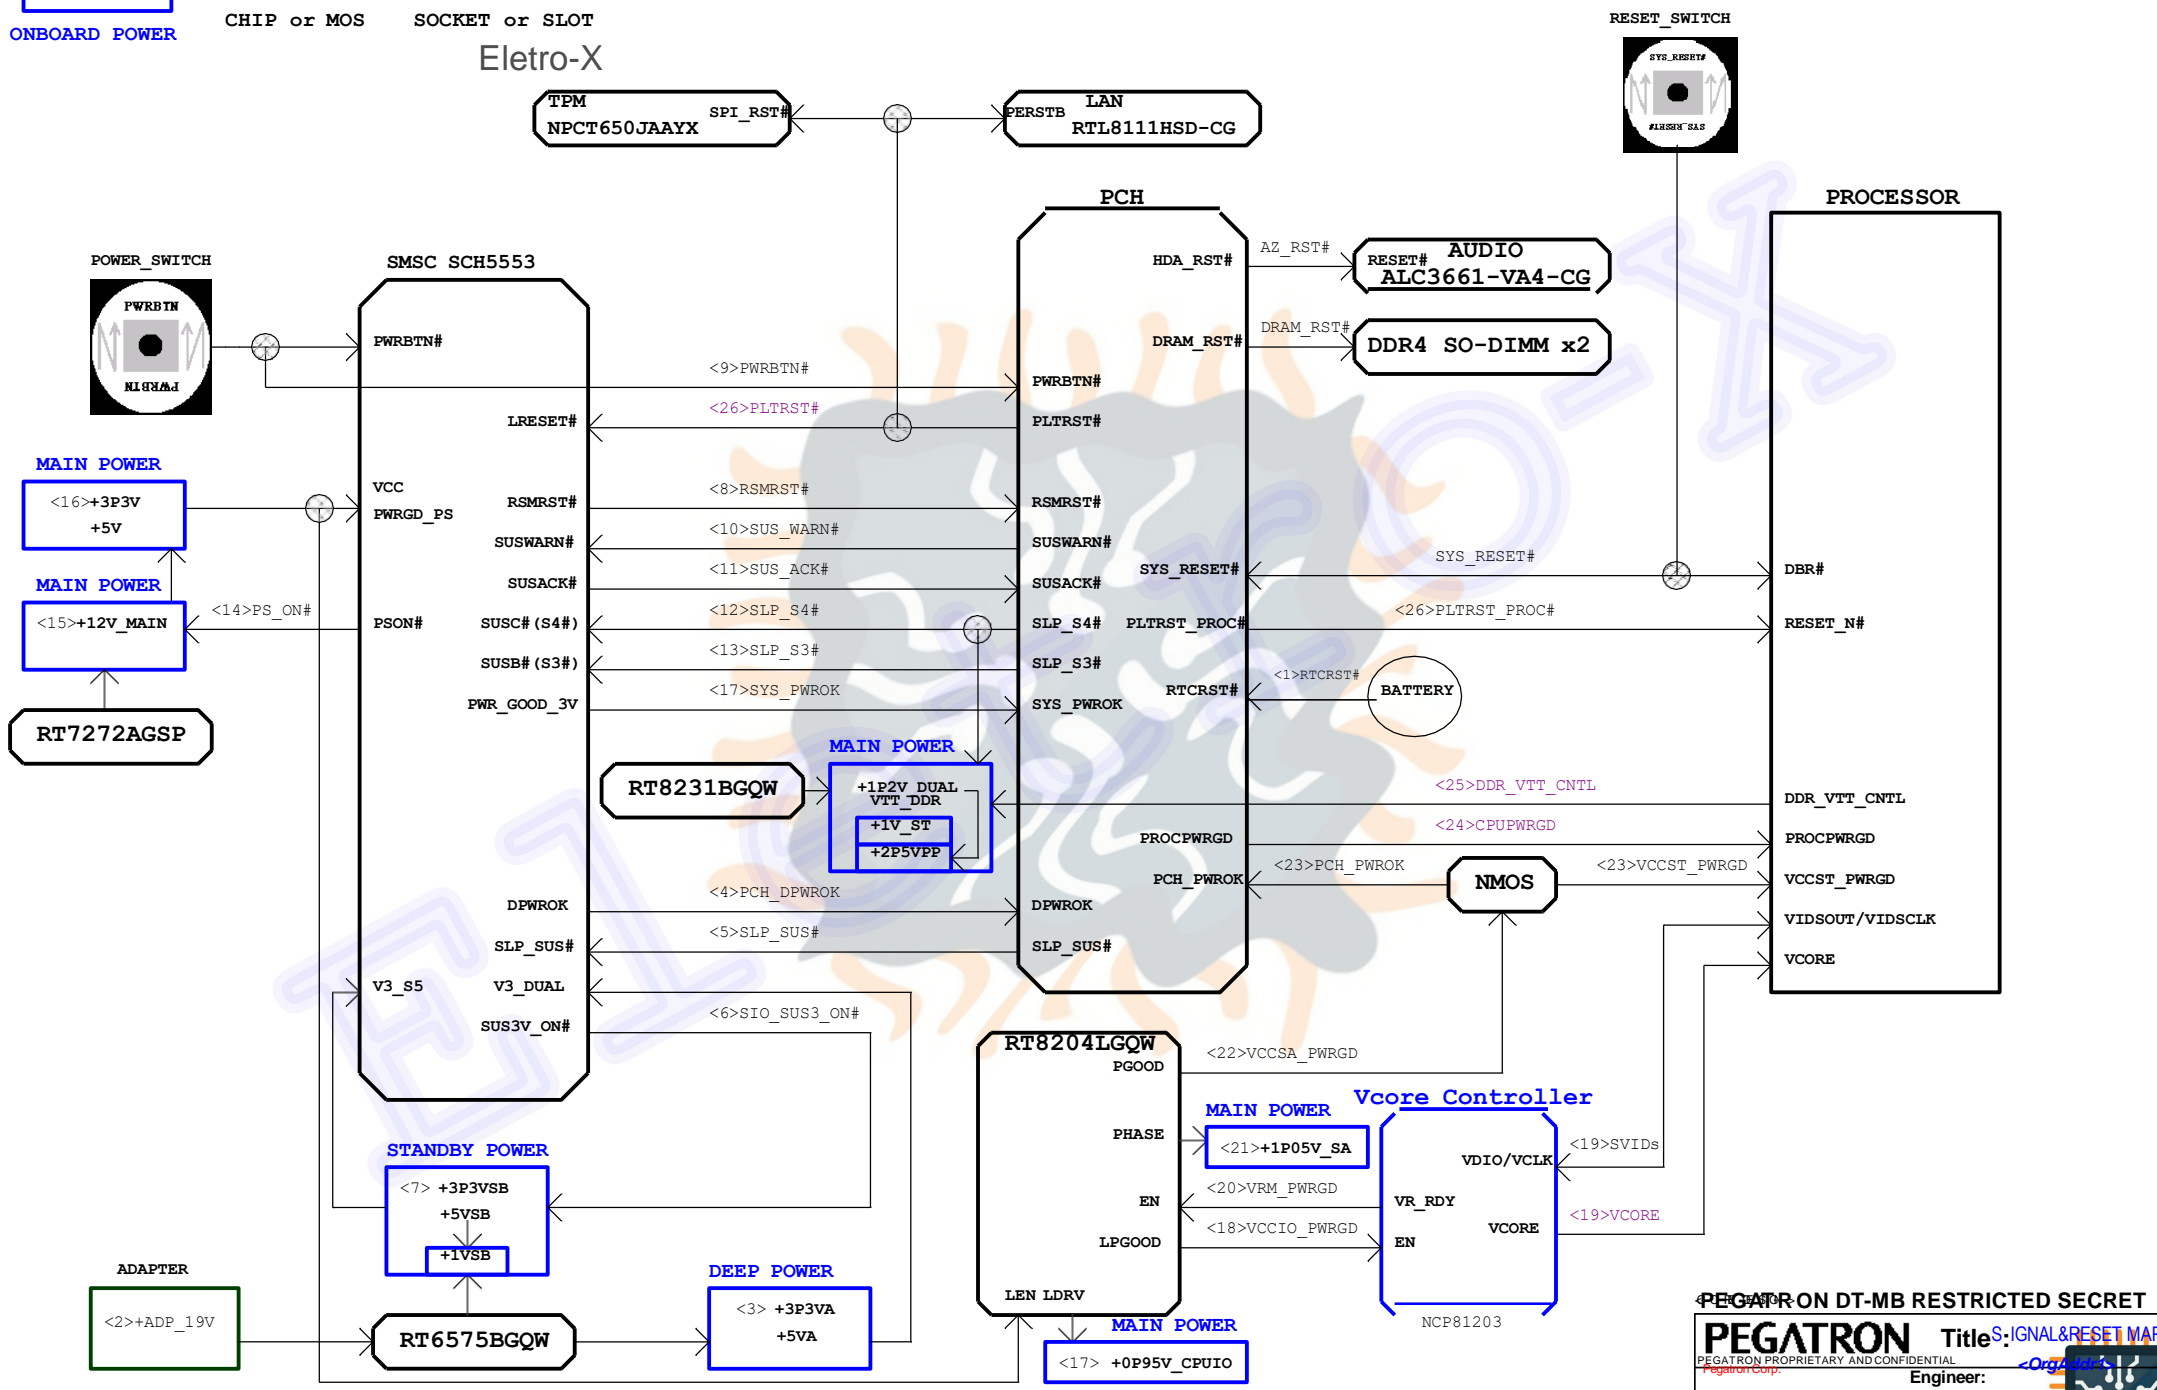 ONBOARD POWER
CHIP or MOS
SOCKET or SLOT
Eletro-X
RESET_SWITCH
SYS_RESET#
SYS_RESET#
TPM
NPCT650JAAYX
SPI_RST#
PERSTB
LAN
RTL8111HSD-CG
PCH
PROCESSOR
POWER_SWITCH
PWRBTN
PWRBTN
SMSC SCH5553
HDA_RST#
AZ_RST#
RESET#
AUDIO
ALC3661-VA4-CG
PWRBTN#
DRAM_RST#
DRAM_RST#
DDR4 SO-DIMM x2
<9>PWRBTN#
PWRBTN#
LRESET#
<26>PLTRST#
PLTRST#
MAIN POWER
<16>+3P3V
+5V
VCC
PWRGD_PS
RSMRST#
<8>RSMRST#
RSMRST#
SUSWARN#
<10>SUS_WARN#
SUSWARN#
SUSACK#
<11>SUS_ACK#
SUSACK#
SYS_RESET#
SYS_RESET#
DBR#
MAIN POWER
<15>+12V_MAIN
<14>PS_ON#
PSON#
SUSC#(S4#)
<12>SLP_S4#
SLP_S4#
PLTRST_PROC#
<26>PLTRST_PROC#
RESET_N#
SUSB#(S3#)
<13>SLP_S3#
SLP_S3#
RTCRST#
<1>RTCRST#
BATTERY
PWR_GOOD_3V
<17>SYS_PWROK
SYS_PWROK
RT7272AGSP
MAIN POWER
RT8231BGQW
+1P2V_DUAL
VTT_DDR
+1V_ST
+2P5VPP
<25>DDR_VTT_CNTL
DDR_VTT_CNTL
PROCPWRGD
<24>CPUPWRGD
PROCPWRGD
PCH_PWROK
<23>PCH_PWROK
NMOS
<23>VCCST_PWRGD
VCCST_PWRGD
DPWROK
<4>PCH_DPWROK
DPWROK
VIDSOUT/VIDSCLK
SLP_SUS#
<5>SLP_SUS#
SLP_SUS#
VCORE
V3_S5
V3_DUAL
SUS3V_ON#
<6>SIO_SUS3_ON#
RT8204LGQW
PGOOD
<22>VCCSA_PWRGD
Vcore Controller
MAIN POWER
PHASE
<21>+1P05V_SA
VDIO/VCLK
<19>SVIDs
STANDBY POWER
<7> +3P3VSB
+5VSB
+1VSB
EN
<20>VRM_PWRGD
VR_RDY
LPGOOD
<18>VCCIO_PWRGD
EN
VCORE
<19>VCORE
ADAPTER
<2>+ADP_19V
RT6575BGQW
DEEP POWER
<3> +3P3VA
+5VA
LEN LDRV
MAIN POWER
<17> +0P95V_CPUIO
NCP81203
PEGATRON DT-MB RESTRICTED SECRET
PEGATRON
Title : SIGNAL&RESET MAP
PEGATRON PROPRIETARY AND CONFIDENTIAL
Pegatron Corp.
<OrgAddr1>
Engineer:
Eletro-X